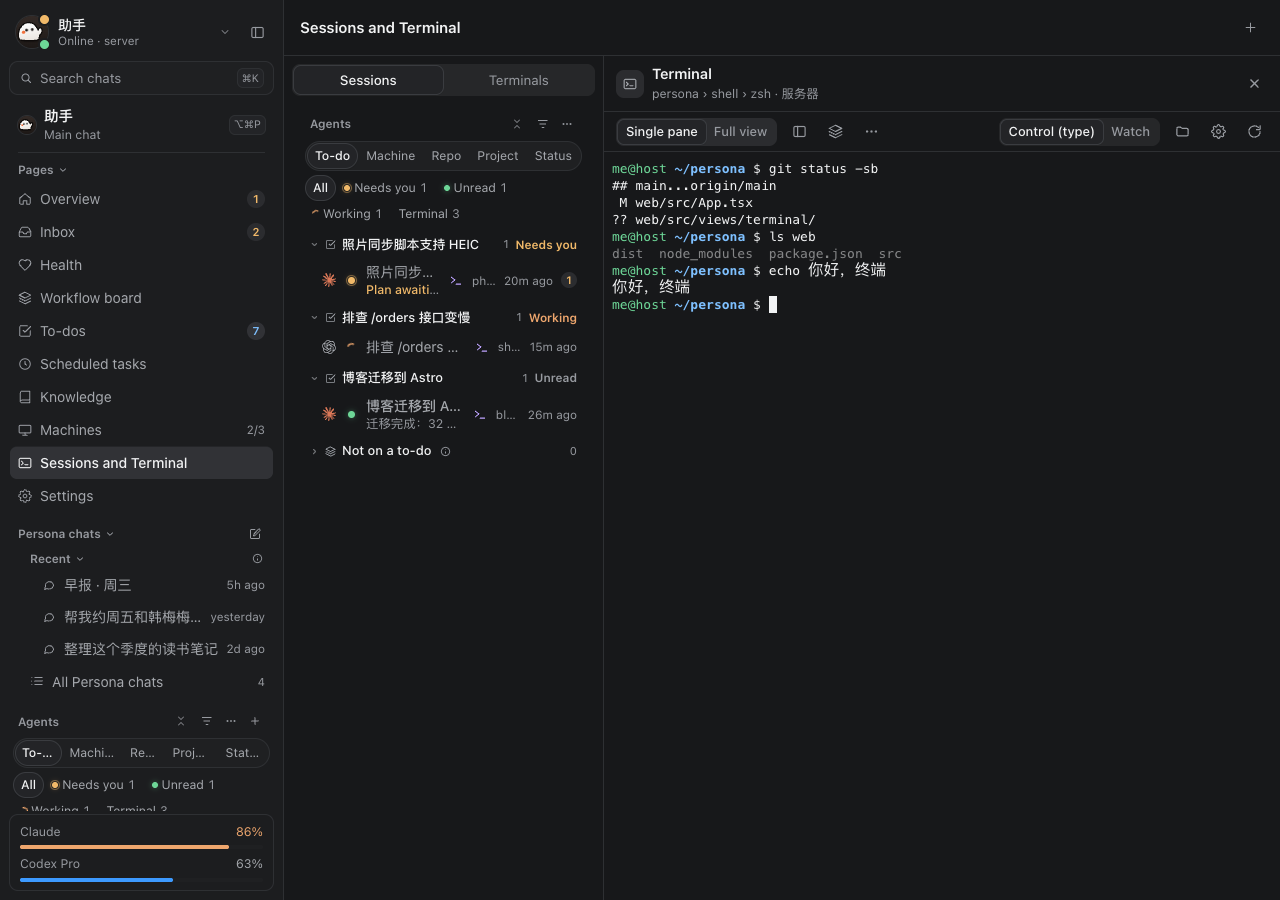 助手
Online · server
Search chats ⌘K
助手
Main chat ⌥⌘P
Pages
Overview 1
Inbox 2
Health
Workflow board
To-dos 7
Scheduled tasks
Knowledge
Machines 2/3
Sessions and Terminal
Settings
Persona chats
Recent
早报 · 周三 5h ago
帮我约周五和韩梅梅... yesterday
整理这个季度的读书笔记 2d ago
All Persona chats 4
Agents
To-... Machi... Re... Proj... Stat...
All Needs you 1 Unread 1
Working 1 Terminal 3
Claude 86%
Codex Pro 63%
Sessions and Terminal
Sessions Terminals
Agents
To-do Machine Repo Project Status
All Needs you 1 Unread 1
Working 1 Terminal 3
照片同步脚本支持 HEIC 1 Needs you
照片同步... ph... 20m ago 1
Plan awaiti...
排查 /orders 接口变慢 1 Working
排查 /orders ... sh... 15m ago
博客迁移到 Astro 1 Unread
博客迁移到 A... bl... 26m ago
迁移完成：32 ...
Not on a to-do 0
Terminal
persona › shell › zsh · 服务器
Single pane Full view Control (type) Watch
me@host ~/persona $ git status -sb
## main...origin/main
 M web/src/App.tsx
?? web/src/views/terminal/
me@host ~/persona $ ls web
dist  node_modules  package.json  src
me@host ~/persona $ echo 你好，终端
你好，终端
me@host ~/persona $